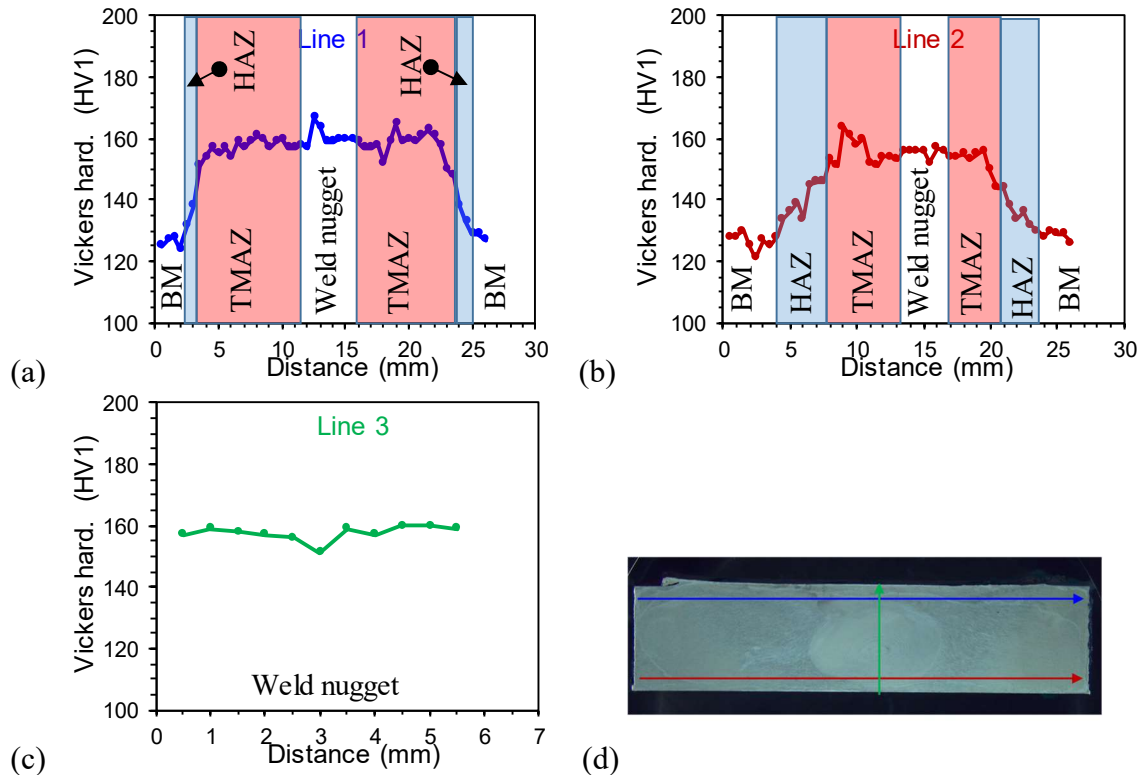 Line 1
Vickers hard. (HV1)
200
180
160
140
120
100
HAZ
HAZ
BM
TMAZ
Weld nugget
TMAZ
BM
0 5 10 15 20 25 30
Distance (mm)
(a)
Line 2
Vickers hard. (HV1)
200
180
160
140
120
100
BM
HAZ
TMAZ
Weld nugget
TMAZ
HAZ
BM
0 5 10 15 20 25 30
Distance (mm)
(b)
Line 3
Vickers hard. (HV1)
200
180
160
140
120
100
Weld nugget
0 1 2 3 4 5 6 7
Distance (mm)
(c)
(d)